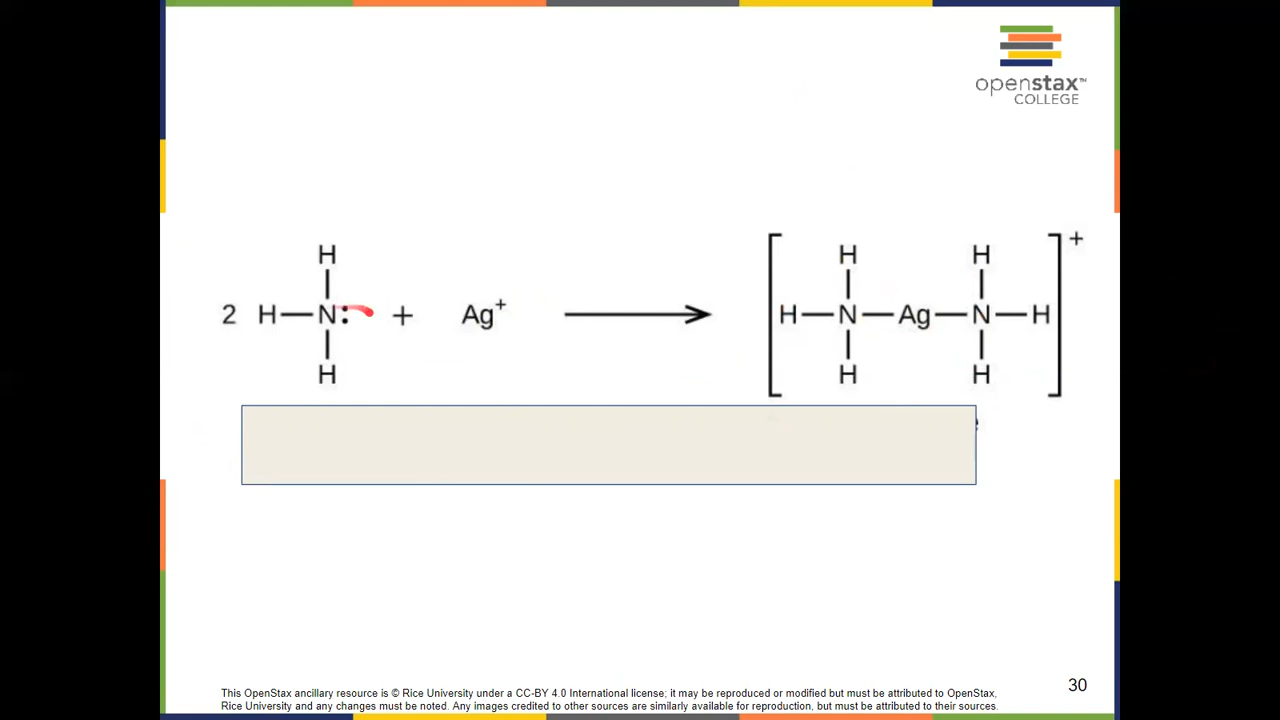 openstax™
COLLEGE
H H H +
2 H—N: + Ag+ ⟶ [H—N—Ag—N—H]
H H H
This OpenStax ancillary resource is © Rice University under a CC-BY 4.0 International license; it may be reproduced or modified but must be attributed to OpenStax,
Rice University and any changes must be noted. Any images credited to other sources are similarly available for reproduction, but must be attributed to their sources.
30